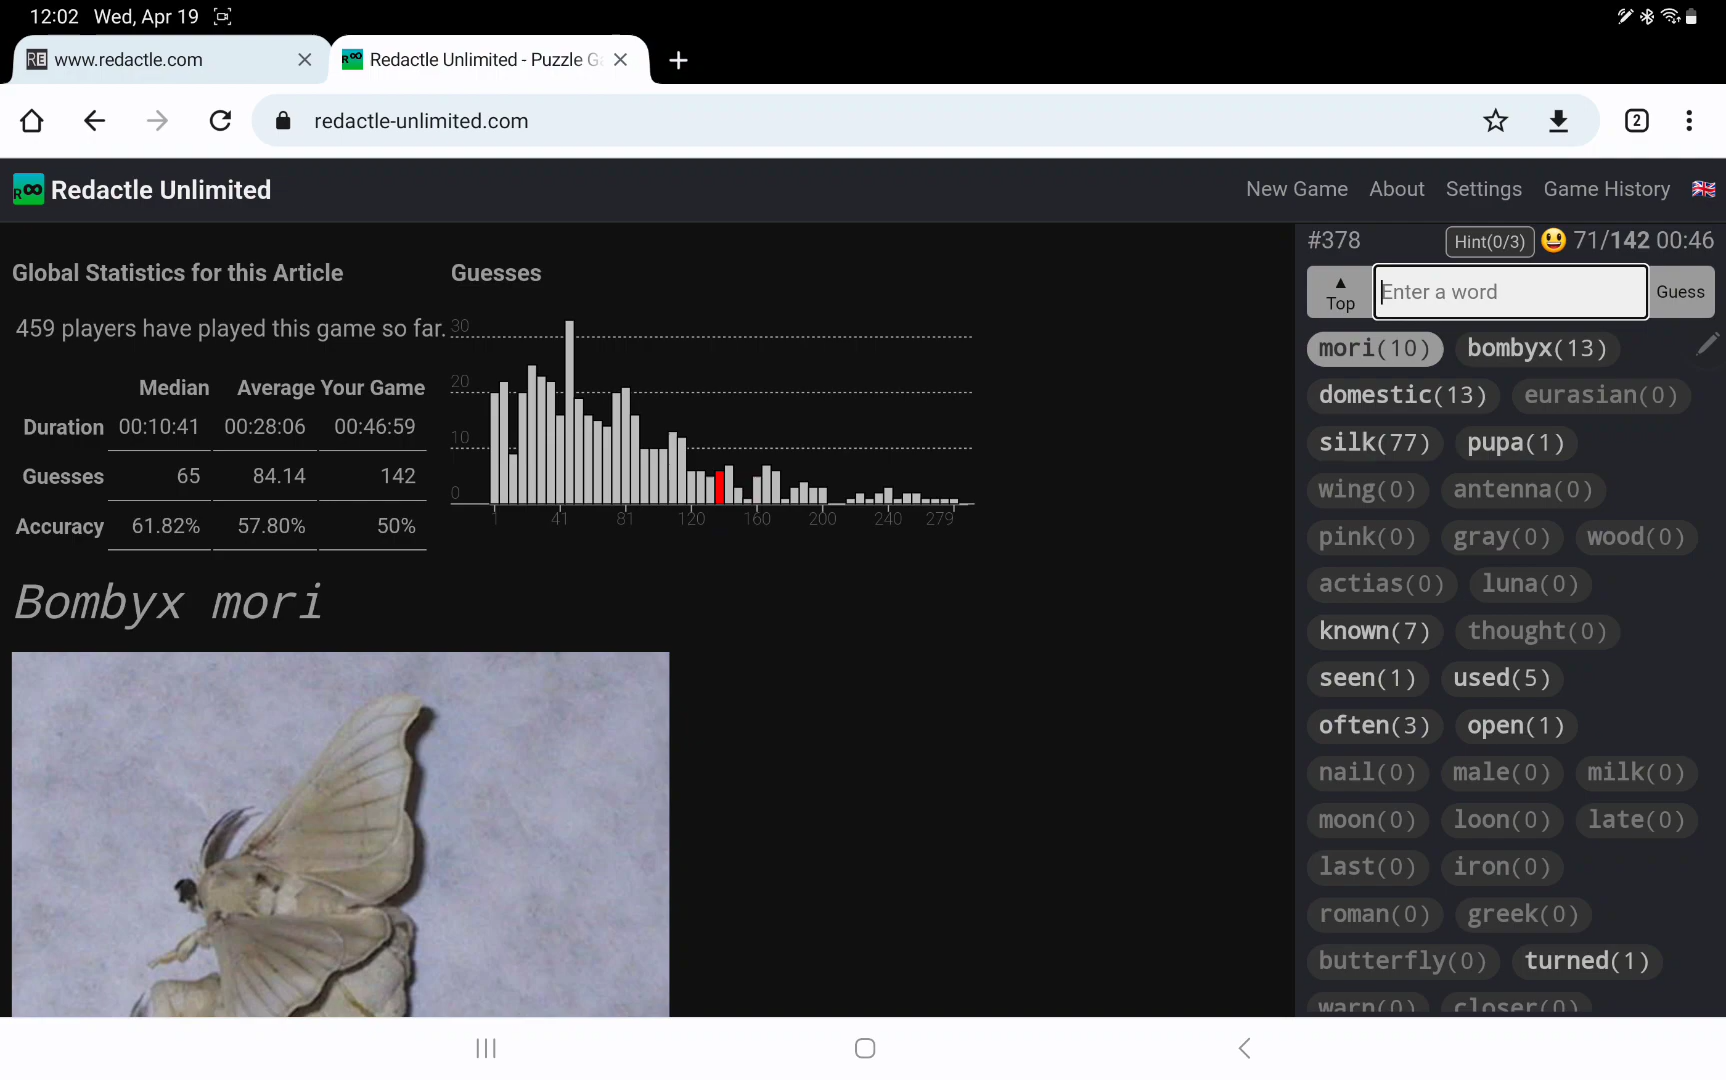 12:02 Wed, Apr 19
RE www.redactle.com
R∞ Redactle Unlimited - Puzzle G
redactle-unlimited.com
2
R∞ Redactle Unlimited
New Game About Settings Game History
Global Statistics for this Article
459 players have played this game so far.
Median Average Your Game
Duration 00:10:41 00:28:06 00:46:59
Guesses 65 84.14 142
Accuracy 61.82% 57.80% 50%
Guesses
30
20
10
0
1 41 81 120 160 200 240 279
Bombyx mori
#378 Hint(0/3) 71/142 00:46
▲ Top Enter a word Guess
mori(10) bombyx(13)
domestic(13) eurasian(0)
silk(77) pupa(1)
wing(0) antenna(0)
pink(0) gray(0) wood(0)
actias(0) luna(0)
known(7) thought(0)
seen(1) used(5)
often(3) open(1)
nail(0) male(0) milk(0)
moon(0) loon(0) late(0)
last(0) iron(0)
roman(0) greek(0)
butterfly(0) turned(1)
warn(0) closer(0)